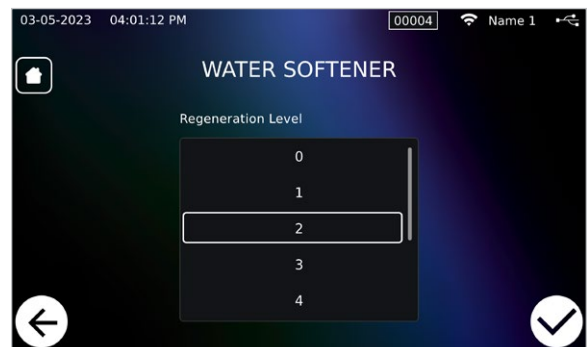 03-05-2023 04:01:12 PM 00004 Name 1
WATER SOFTENER
Regeneration Level
0
1
2
3
4